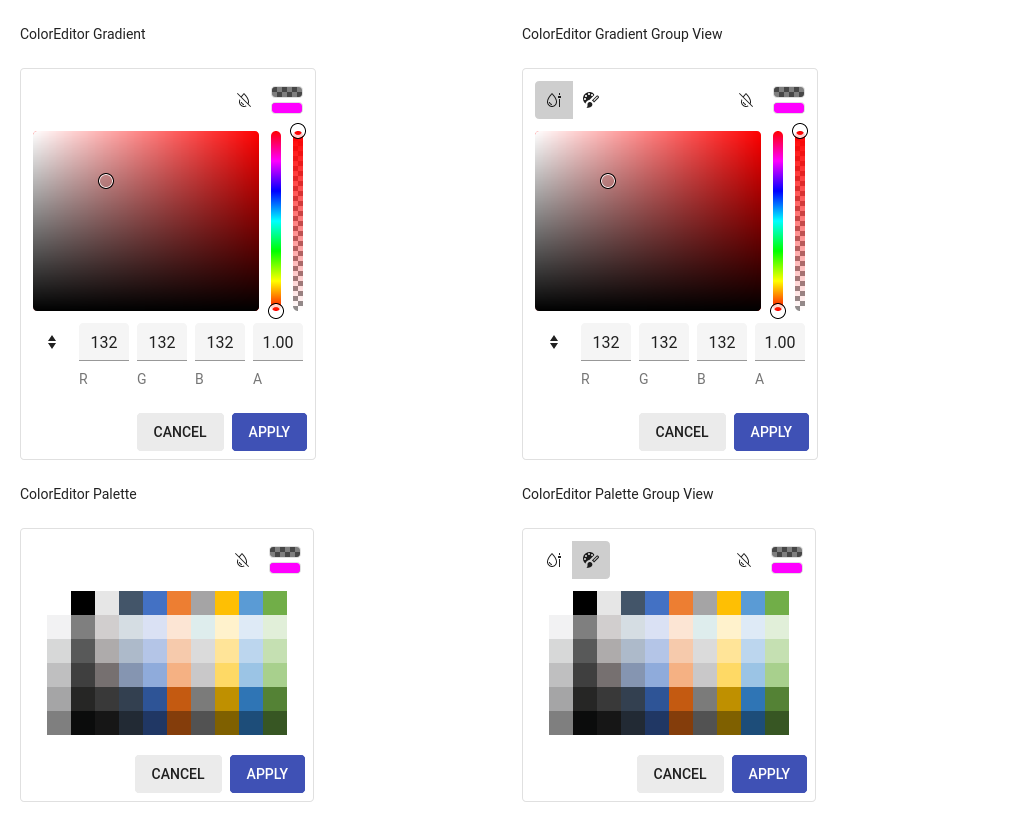 ColorEditor Gradient
ColorEditor Gradient Group View
132 132 132 1.00
R G B A
CANCEL APPLY
132 132 132 1.00
R G B A
CANCEL APPLY
ColorEditor Palette
ColorEditor Palette Group View
CANCEL APPLY
CANCEL APPLY